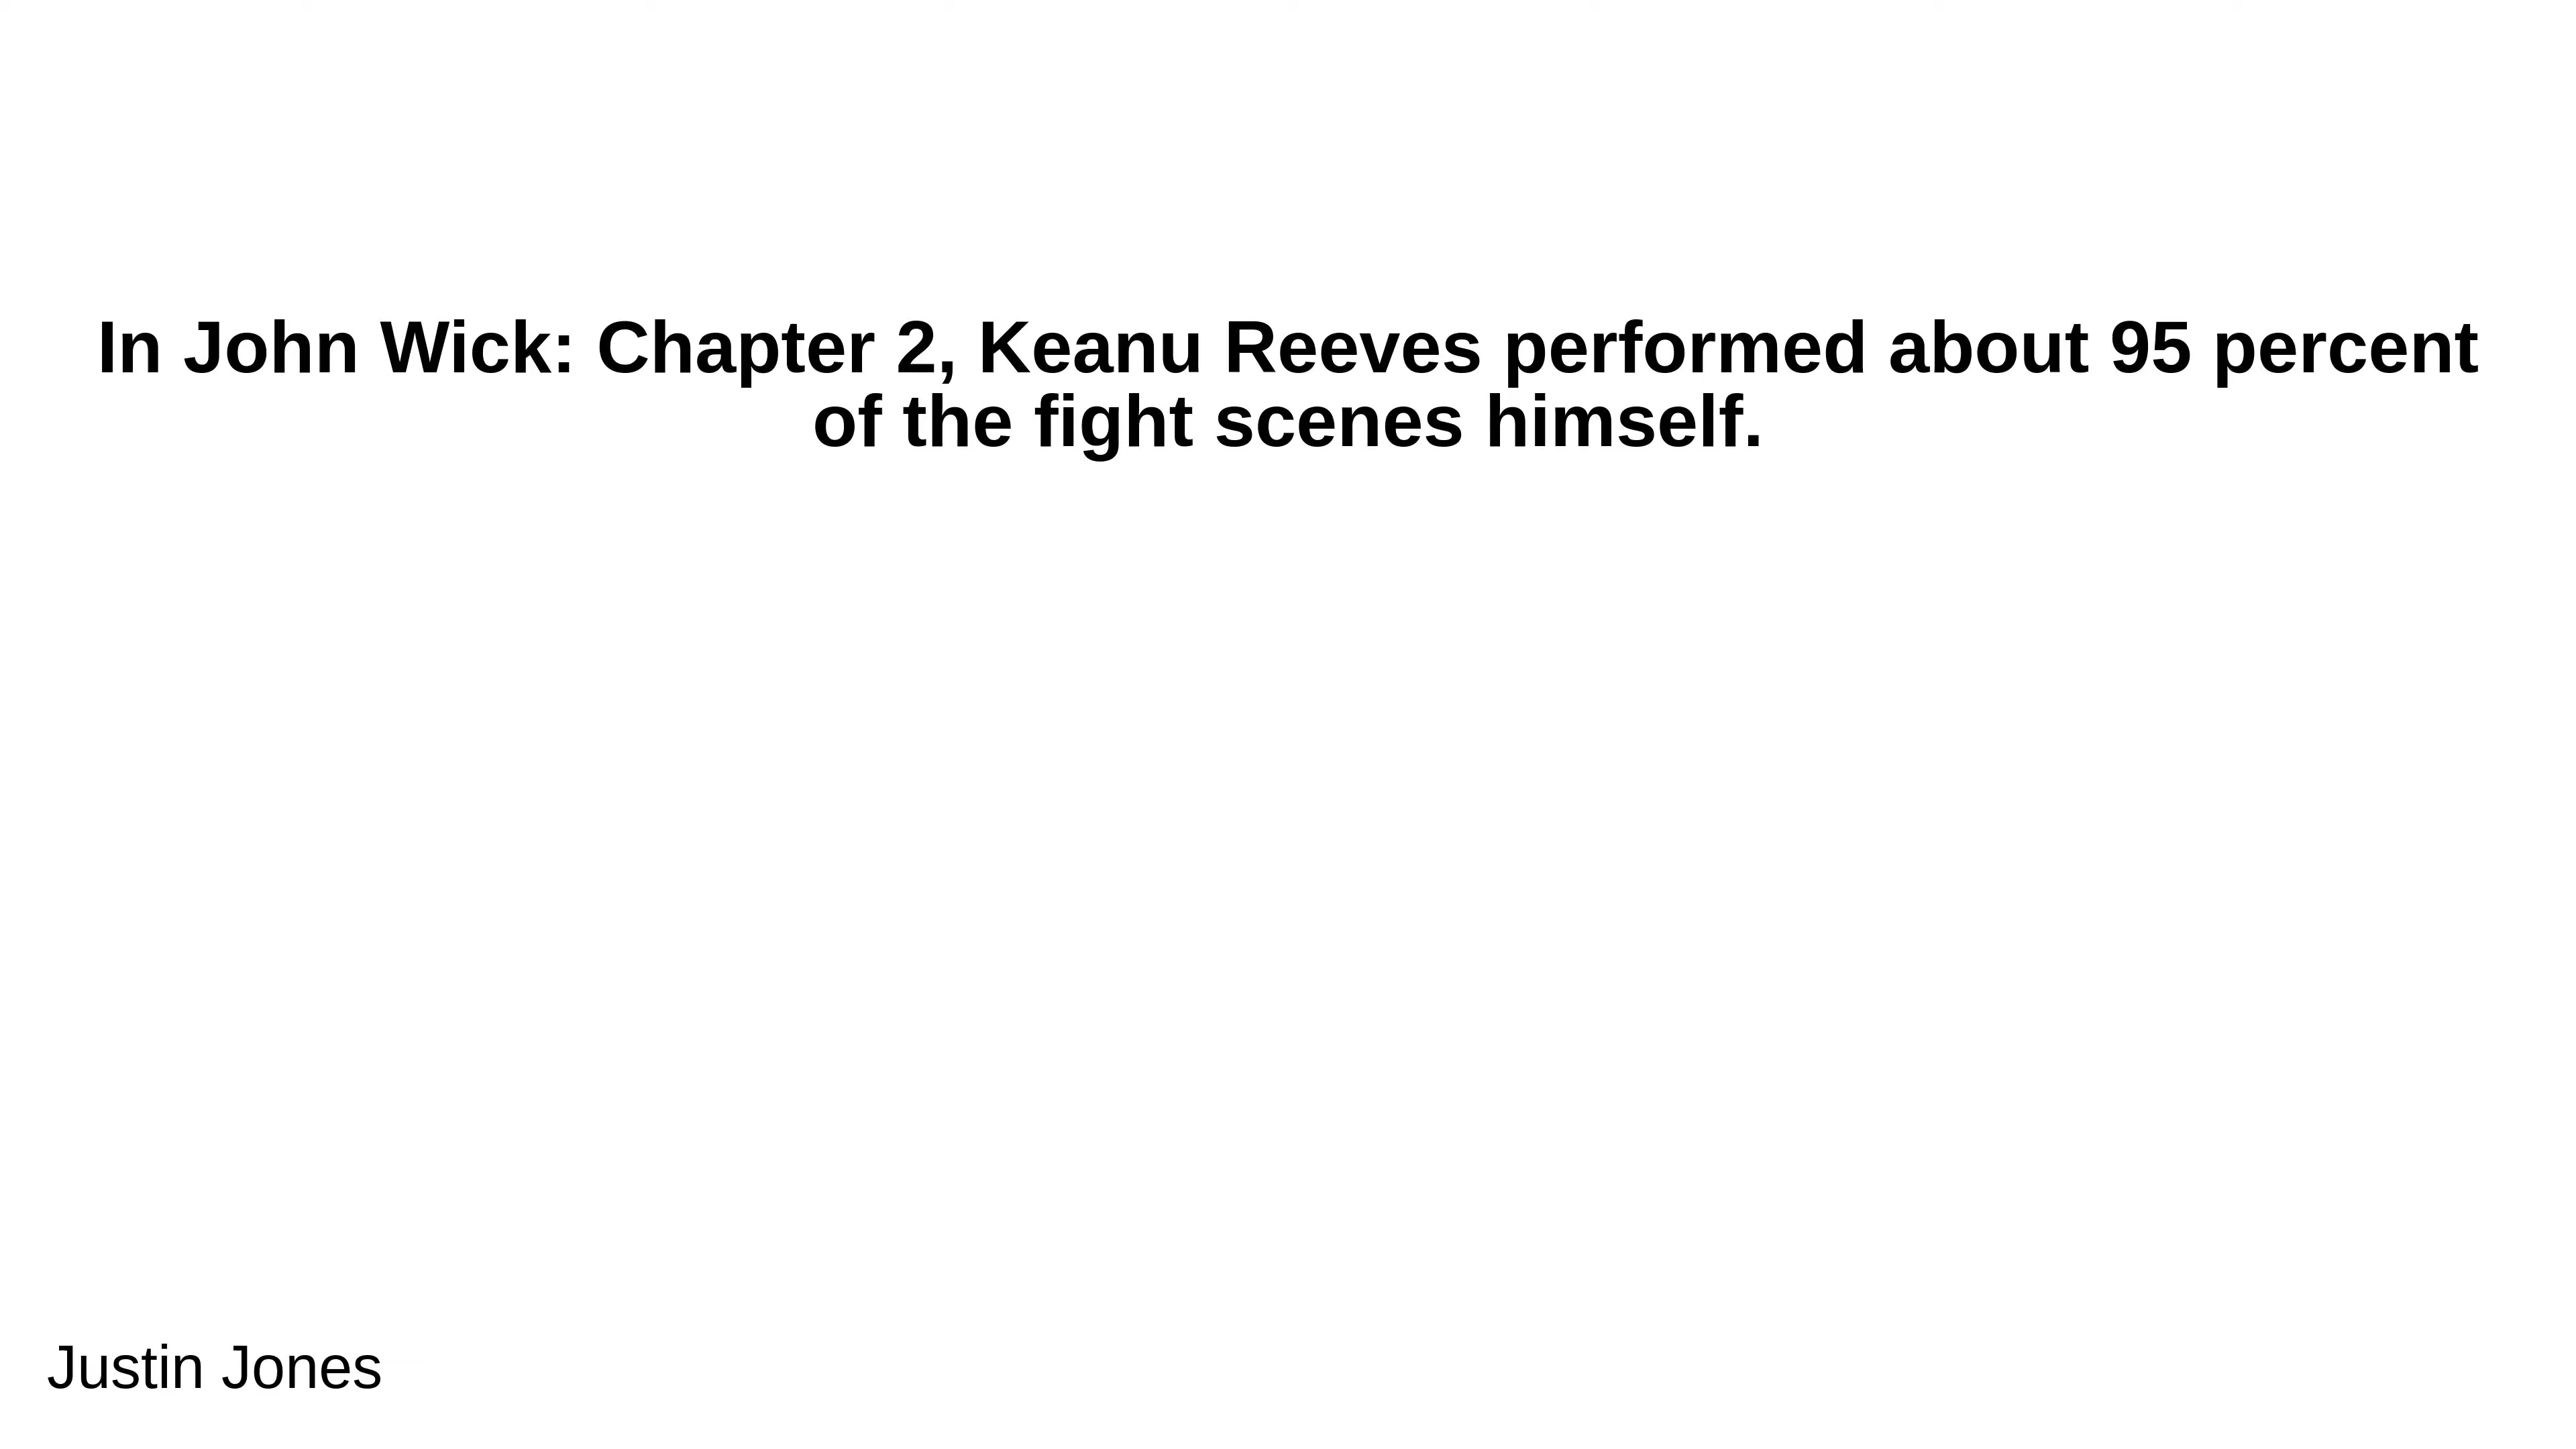 In John Wick: Chapter 2, Keanu Reeves performed about 95 percent
of the fight scenes himself.
Justin Jones